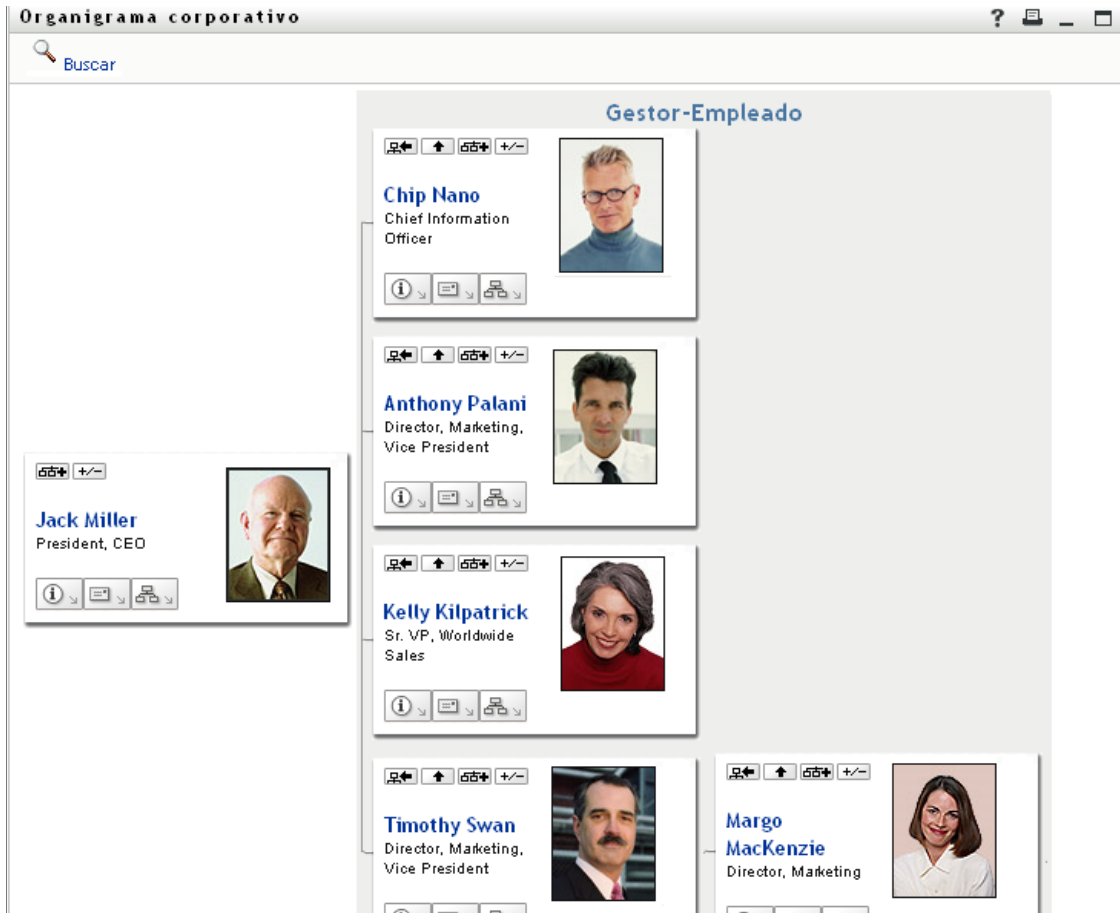 Organigrama corporativo
Buscar
Gestor-Empleado
Chip Nano
Chief Information
Officer
Anthony Palani
Director, Marketing,
Vice President
Jack Miller
President, CEO
Kelly Kilpatrick
Sr. VP, Worldwide
Sales
Timothy Swan
Director, Marketing,
Vice President
Margo
MacKenzie
Director, Marketing